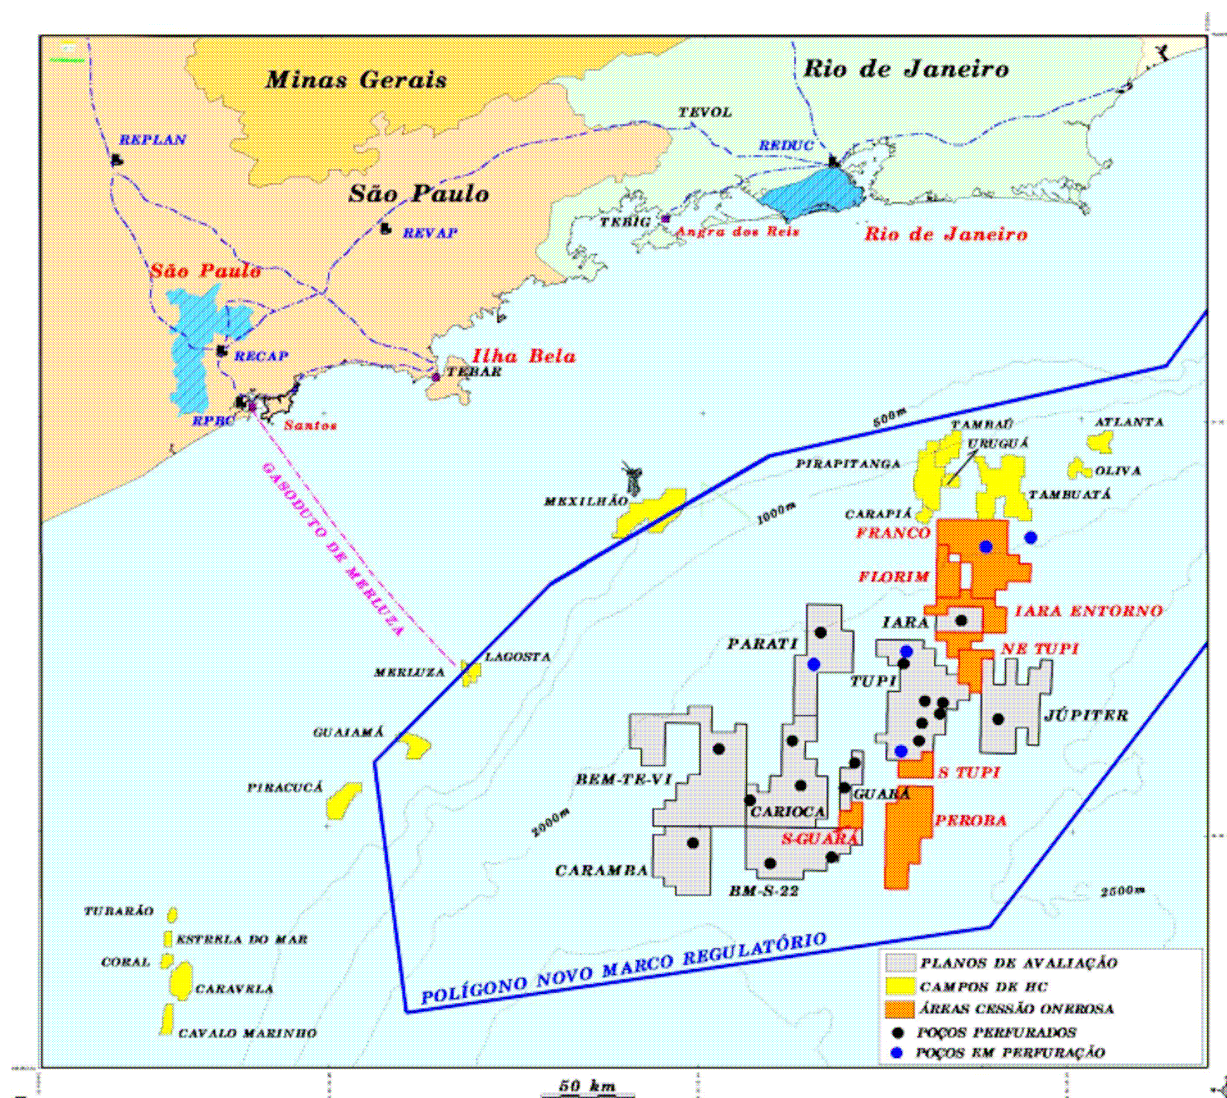 Minas Gerais
Rio de Janeiro
TEVOL
REPLAN
REDUC
São Paulo
REVAP
TEBIG
Angra dos Reis
Rio de Janeiro
São Paulo
Ilha Bela
RECAP
TEBAR
RPBC
Santos
GASODUTO DE MERLUZA
500m
TAMBAÚ
ATLANTA
URUGUÁ
PIRAPITANGA
OLIVA
MEXILHÃO
TAMBUATÁ
1000m
CARAPIÁ
FRANCO
FLORIM
IARA ENTORNO
IARA
PARATI
NE TUPI
LAGOSTA
MERLUZA
TUPI
JÚPITER
GUAIAMÁ
BEM-TE-VI
S TUPI
PIRACUCÁ
GUARÁ
CARIOCA
2000m
PEROBA
S-GUARÁ
CARAMBA
BM-S-22
2500m
TUBARÃO
ESTRELA DO MAR
CORAL
CARAVELA
CAVALO MARINHO
POLÍGONO NOVO MARCO REGULATÓRIO
PLANOS DE AVALIAÇÃO
CAMPOS DE HC
ÁREAS CESSÃO ONEROSA
POÇOS PERFURADOS
POÇOS EM PERFURAÇÃO
50 km